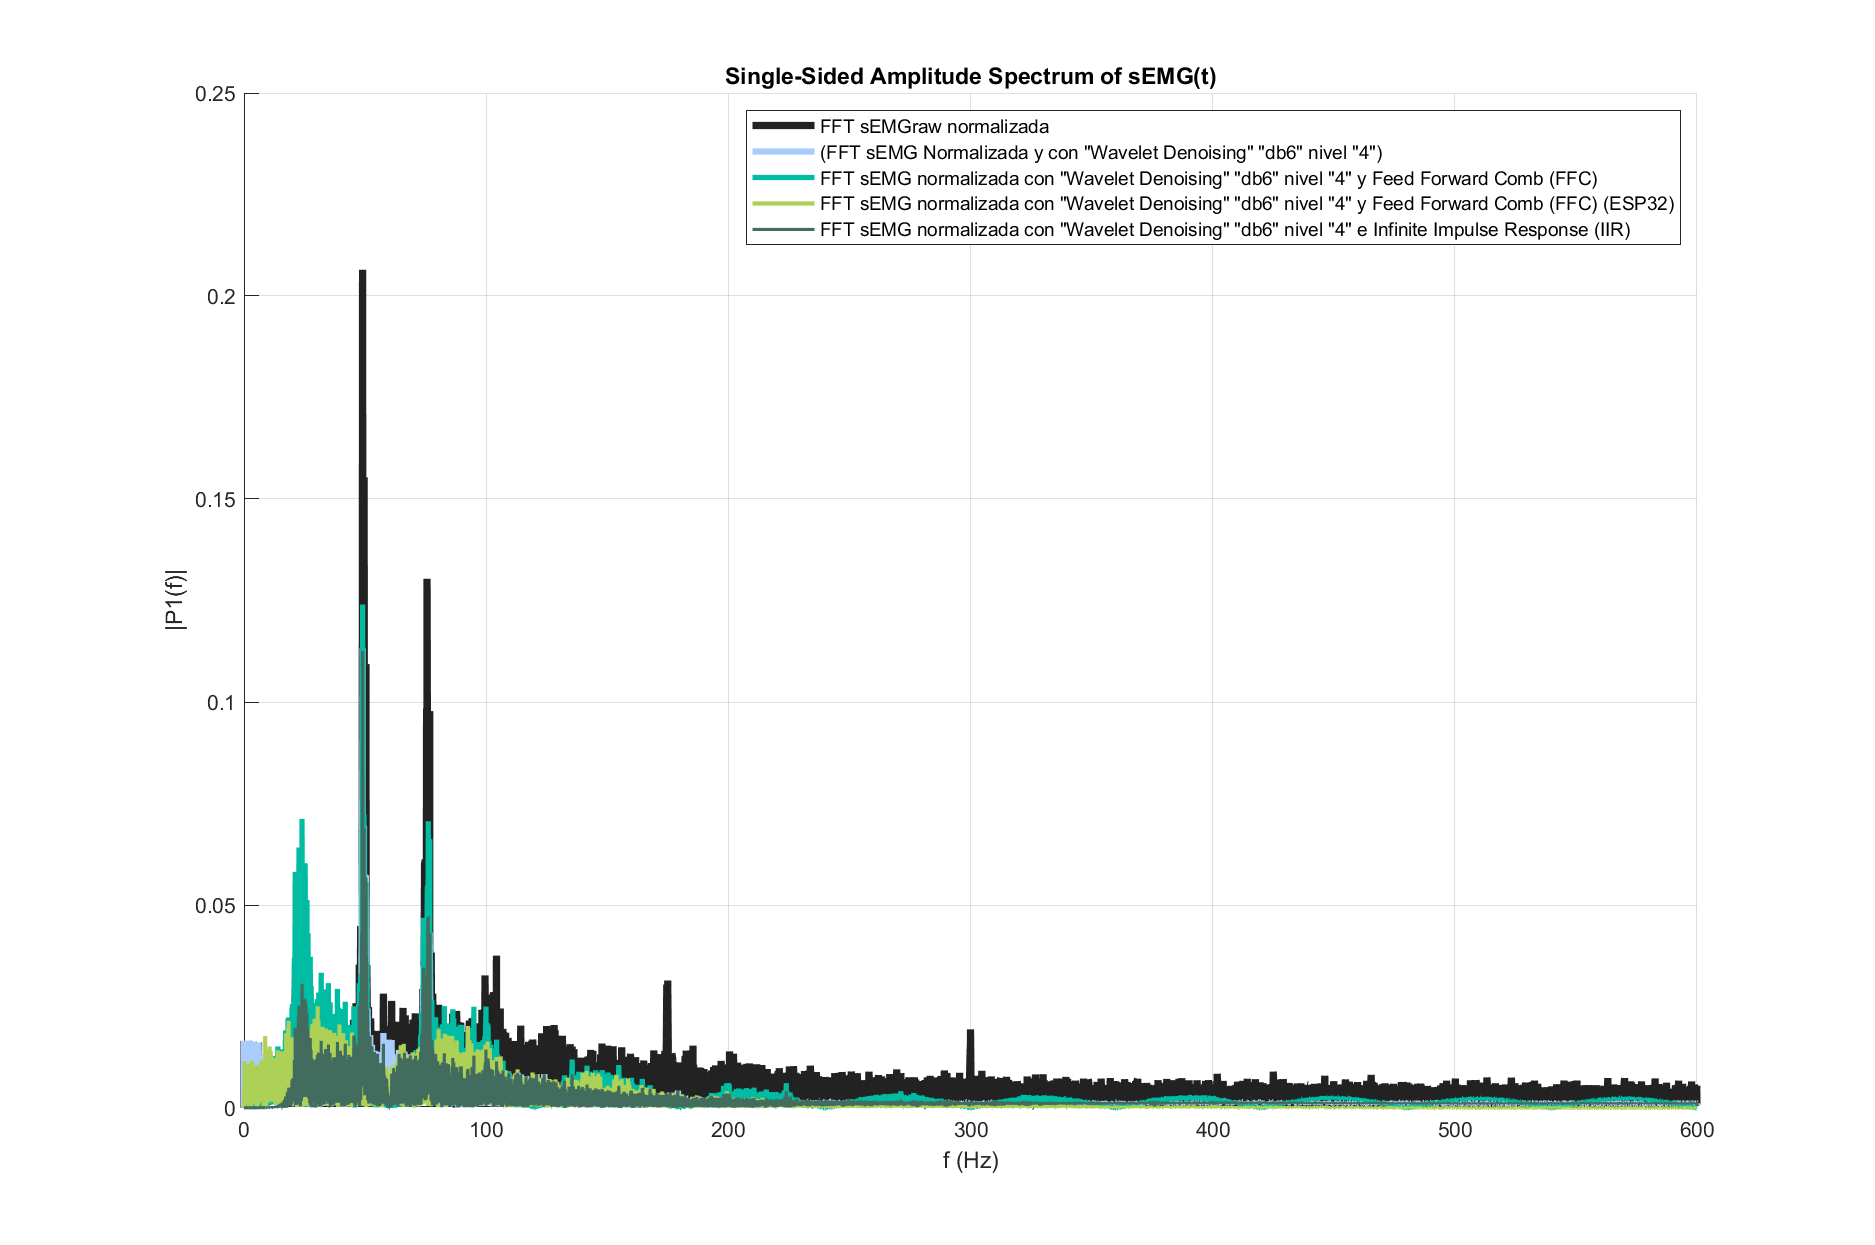 Single-Sided Amplitude Spectrum of sEMG(t)
FFT sEMGraw normalizada
(FFT sEMG Normalizada y con "Wavelet Denoising" "db6" nivel "4")
FFT sEMG normalizada con "Wavelet Denoising" "db6" nivel "4" y Feed Forward Comb (FFC)
FFT sEMG normalizada con "Wavelet Denoising" "db6" nivel "4" y Feed Forward Comb (FFC) (ESP32)
FFT sEMG normalizada con "Wavelet Denoising" "db6" nivel "4" e Infinite Impulse Response (IIR)
|P1(f)|
0.25
0.2
0.15
0.1
0.05
0
0 100 200 300 400 500 600
f (Hz)